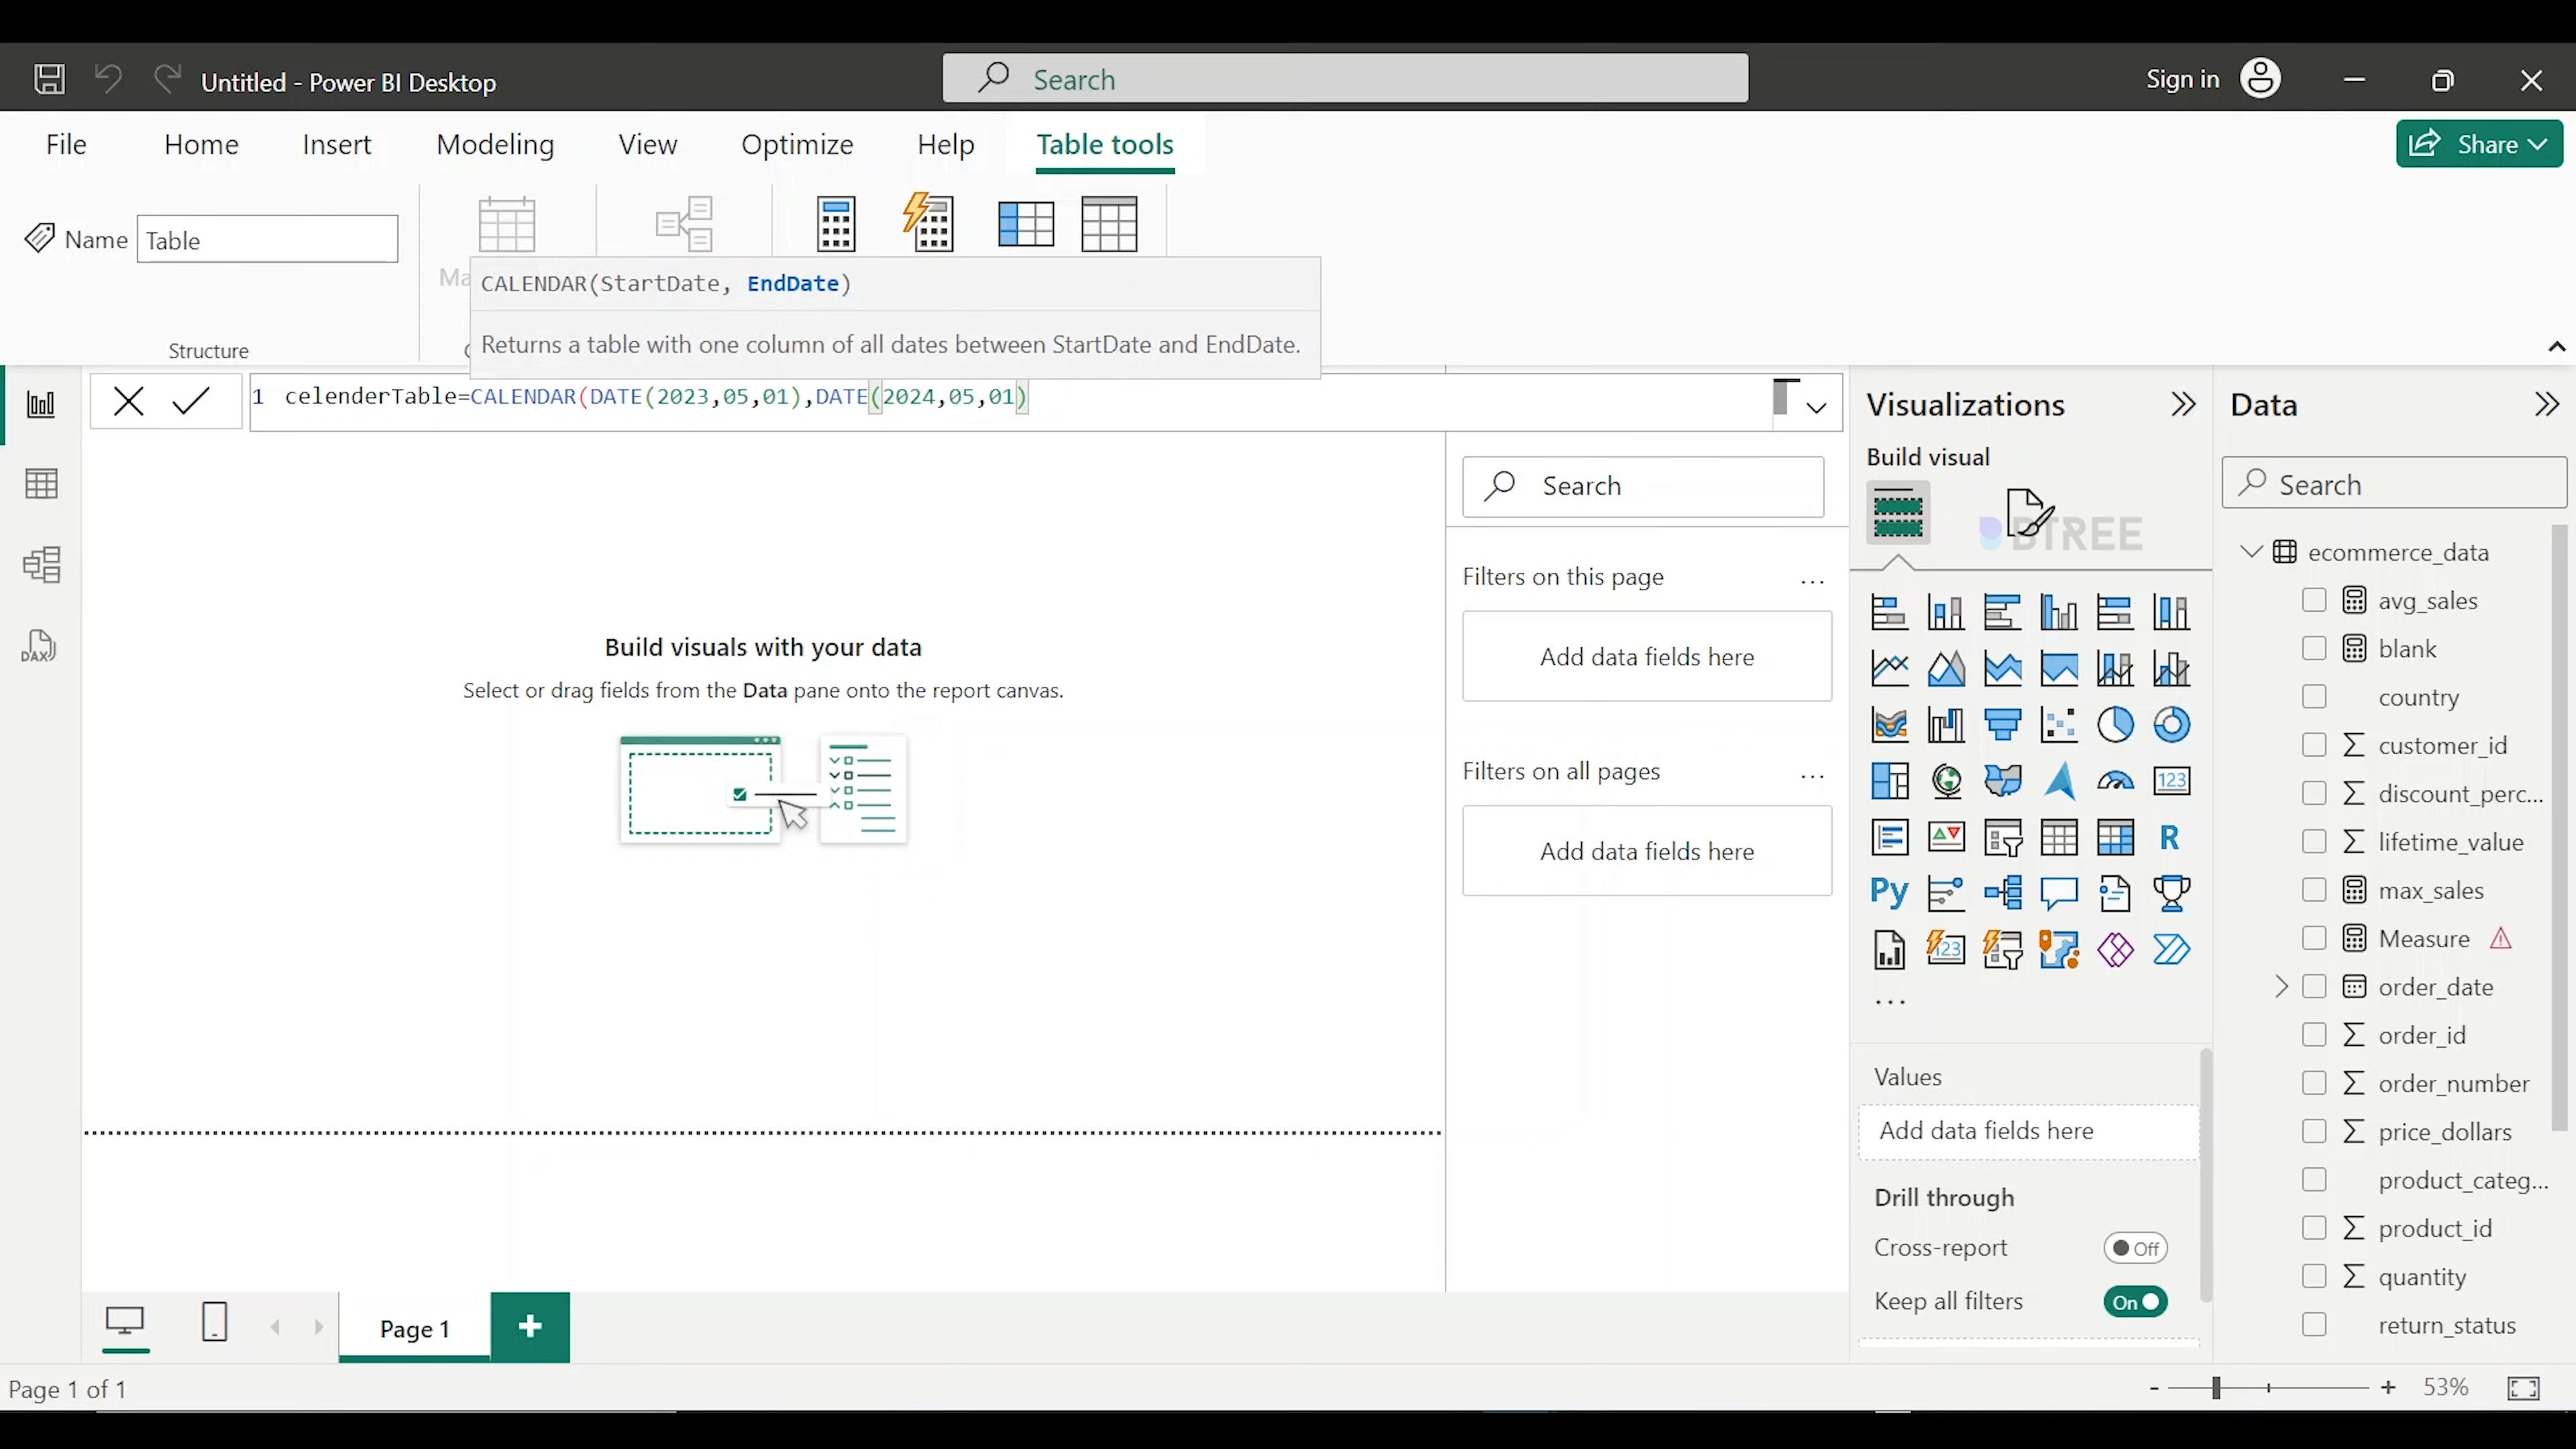 Untitled - Power BI Desktop
Search
Sign in
File
Home
Insert
Modeling
View
Optimize
Help
Table tools
Share
Name
Table
Structure
CALENDAR(StartDate, EndDate)
Returns a table with one column of all dates between StartDate and EndDate.
1 celenderTable=CALENDAR(DATE(2023,05,01),DATE(2024,05,01)
DAX
Build visuals with your data
Select or drag fields from the Data pane onto the report canvas.
Search
Filters on this page
...
Add data fields here
Filters on all pages
...
Add data fields here
Visualizations
Build visual
BTREE
123
R
Py
123
...
Values
Add data fields here
Drill through
Cross-report
Off
Keep all filters
On
Data
Search
ecommerce_data
avg_sales
blank
country
Σ customer_id
Σ discount_perc...
Σ lifetime_value
max_sales
Measure
order_date
Σ order_id
Σ order_number
Σ price_dollars
product_categ...
Σ product_id
Σ quantity
return_status
Page 1
+
Page 1 of 1
- + 53%